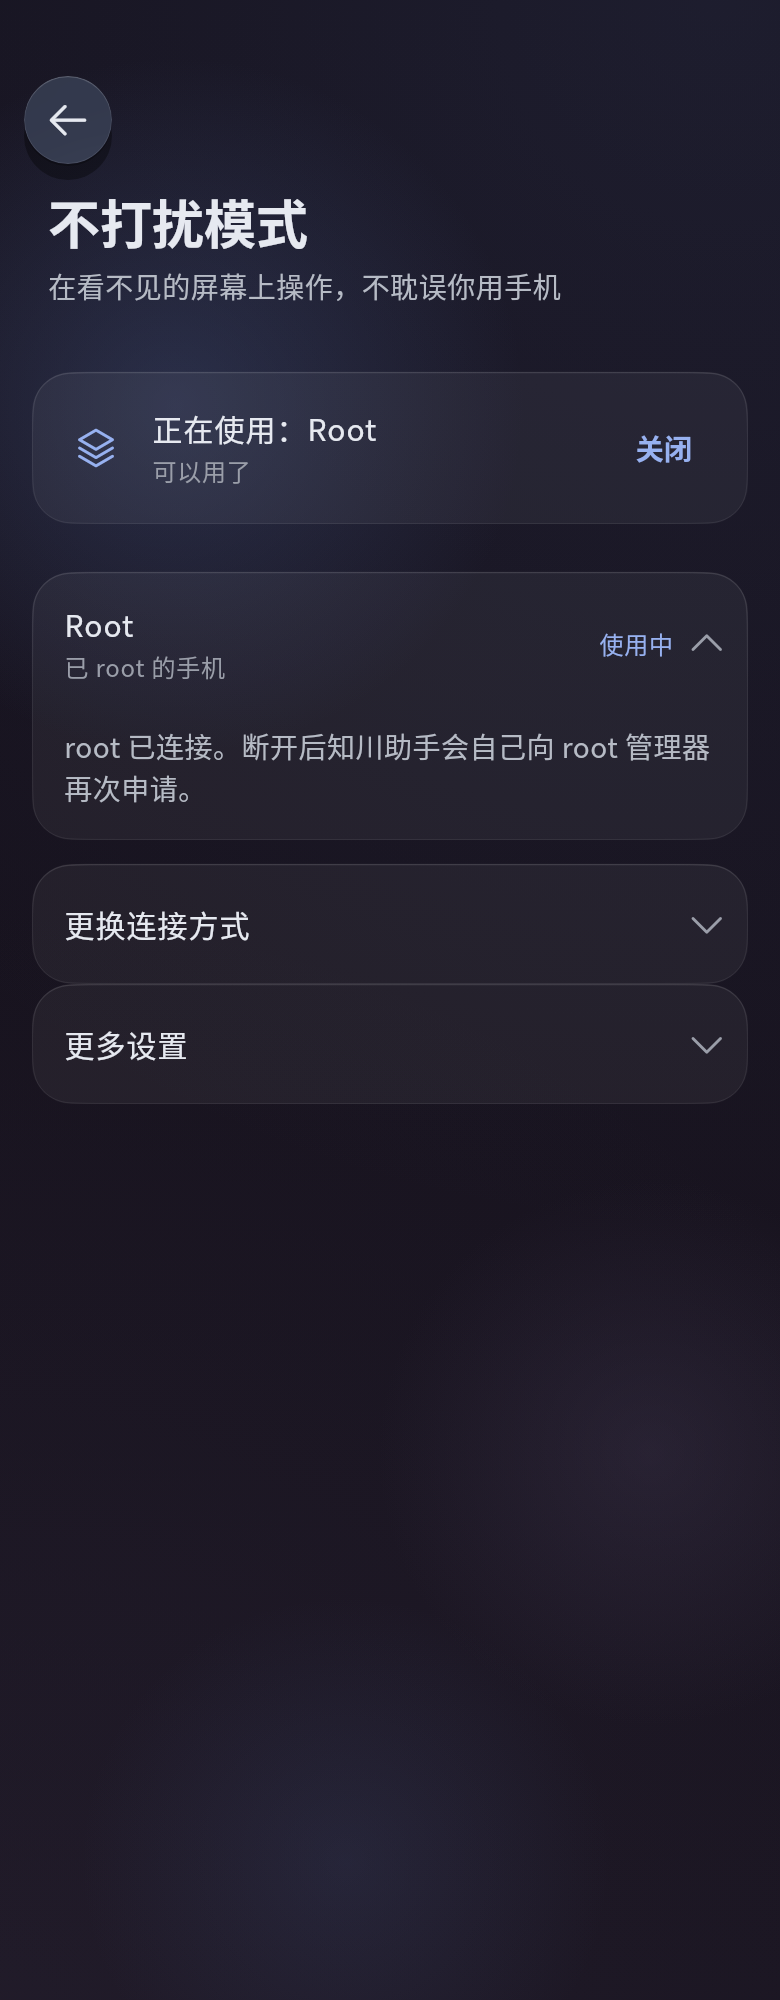 不打扰模式
在看不见的屏幕上操作，不耽误你用手机
正在使用：Root
可以用了
关闭
Root
已 root 的手机
使用中
root 已连接。断开后知川助手会自己向 root 管理器
再次申请。
更换连接方式
更多设置